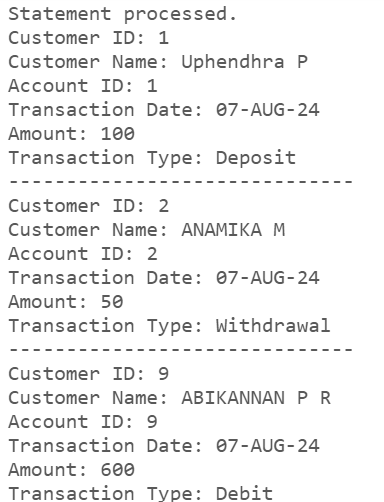 Statement processed.
Customer ID: 1
Customer Name: Uphendhra P
Account ID: 1
Transaction Date: 07-AUG-24
Amount: 100
Transaction Type: Deposit
------------------------------
Customer ID: 2
Customer Name: ANAMIKA M
Account ID: 2
Transaction Date: 07-AUG-24
Amount: 50
Transaction Type: Withdrawal
------------------------------
Customer ID: 9
Customer Name: ABIKANNAN P R
Account ID: 9
Transaction Date: 07-AUG-24
Amount: 600
Transaction Type: Debit